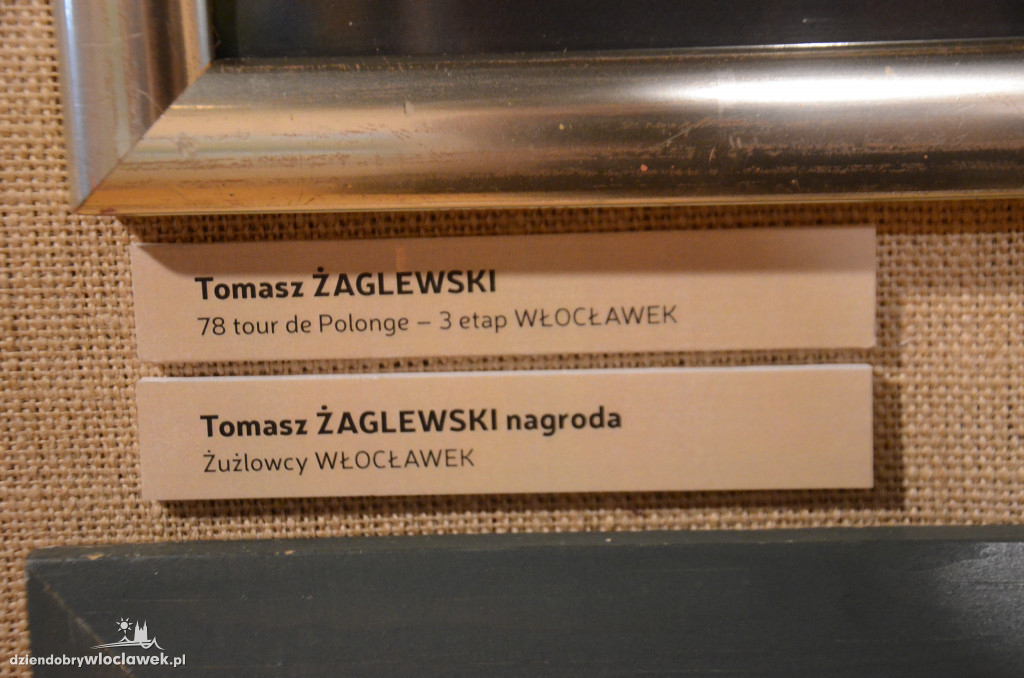 Tomasz ŻAGLEWSKI
78 tour de Polonge – 3 etap WŁOCŁAWEK
Tomasz ŻAGLEWSKI nagroda
Żużlowcy WŁOCŁAWEK
dziendobrywloclawek.pl